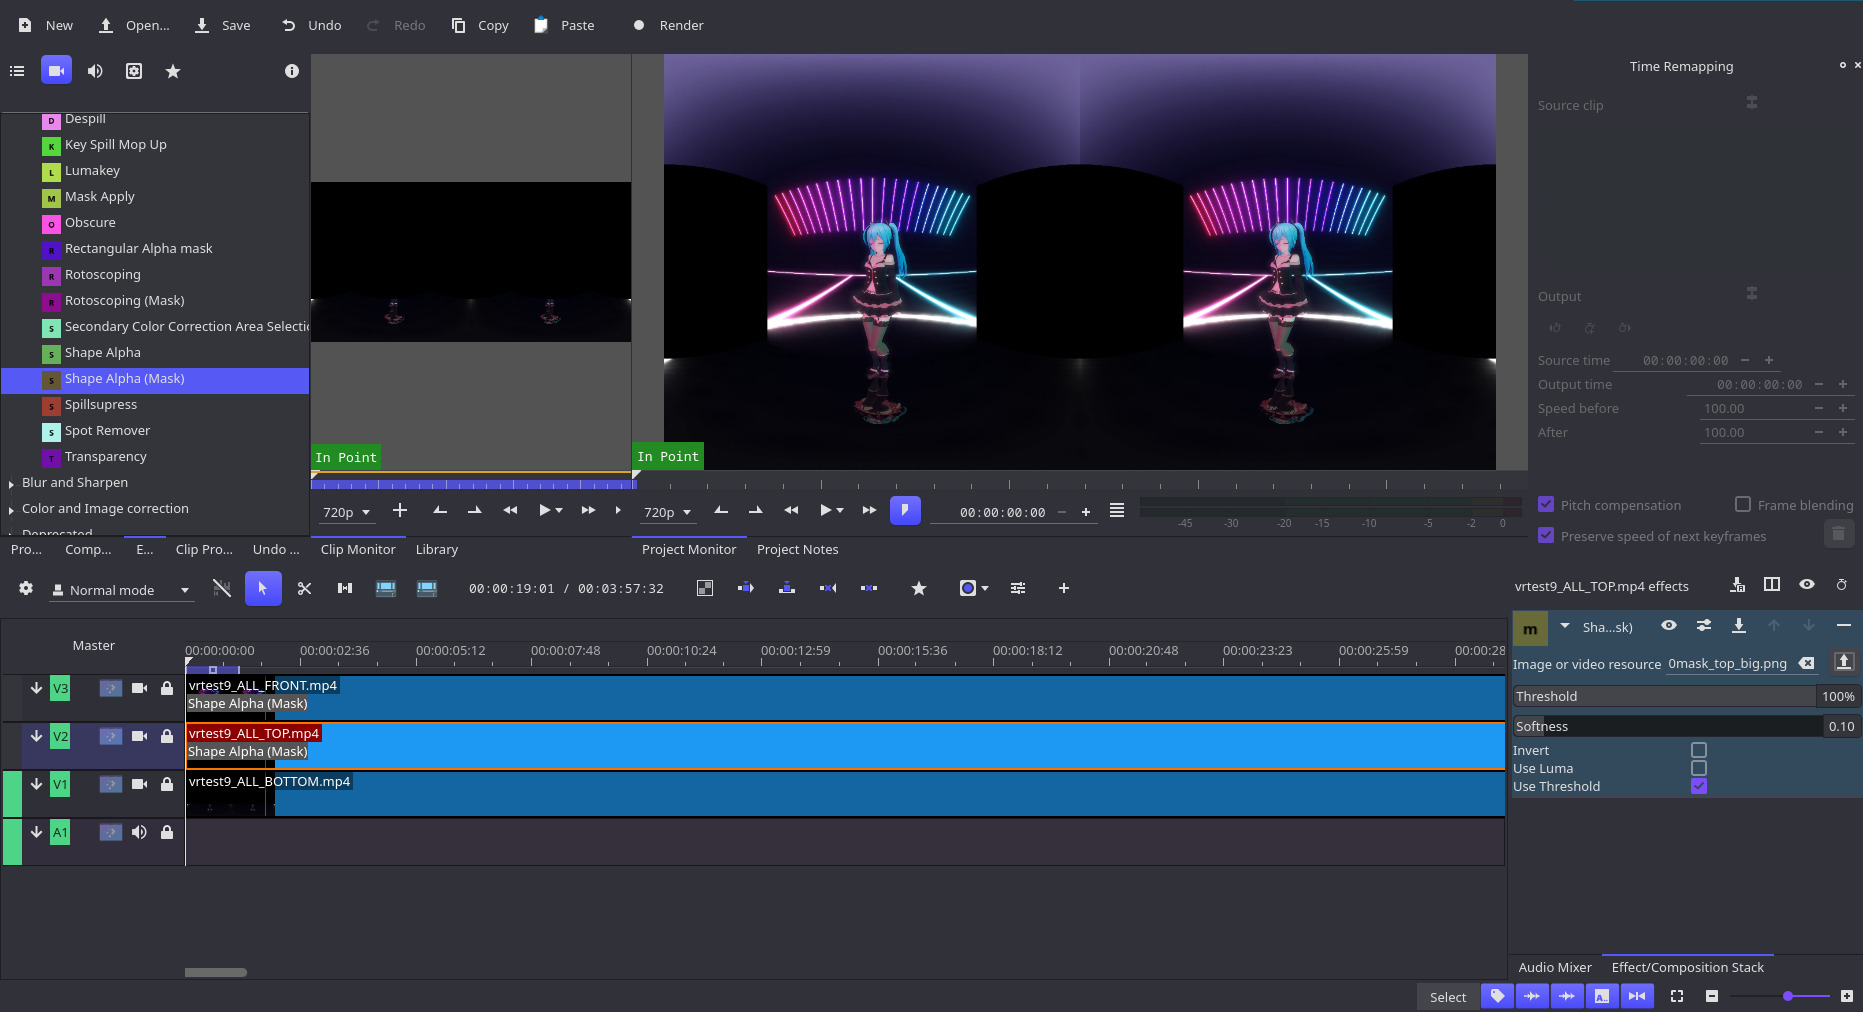 New
Open...
Save
Undo
Redo
Copy
Paste
Render
Despill
Key Spill Mop Up
Lumakey
Mask Apply
Obscure
Rectangular Alpha mask
Rotoscoping
Rotoscoping (Mask)
Secondary Color Correction Area Selectio
Shape Alpha
Shape Alpha (Mask)
Spillsupress
Spot Remover
Transparency
Blur and Sharpen
Color and Image correction
Deprecated
Pro...
Comp...
E...
Clip Pro...
Undo ...
In Point
720p
Clip Monitor
Library
In Point
720p
00:00:00:00
-45 -30 -20 -15 -10 -5 -2 0
Project Monitor
Project Notes
Time Remapping
Source clip
Output
Source time 00:00:00:00
Output time 00:00:00:00
Speed before 100.00
After 100.00
Pitch compensation
Frame blending
Preserve speed of next keyframes
Normal mode
00:00:19:01 / 00:03:57:32
Master
00:00:00:00 00:00:02:36 00:00:05:12 00:00:07:48 00:00:10:24 00:00:12:59 00:00:15:36 00:00:18:12 00:00:20:48 00:00:23:23 00:00:25:59 00:00:28
V3
vrtest9_ALL_FRONT.mp4
Shape Alpha (Mask)
V2
vrtest9_ALL_TOP.mp4
Shape Alpha (Mask)
V1
vrtest9_ALL_BOTTOM.mp4
A1
vrtest9_ALL_TOP.mp4 effects
m
Sha...sk)
Image or video resource 0mask_top_big.png
Threshold 100%
Softness 0.10
Invert
Use Luma
Use Threshold
Audio Mixer
Effect/Composition Stack
Select
A..